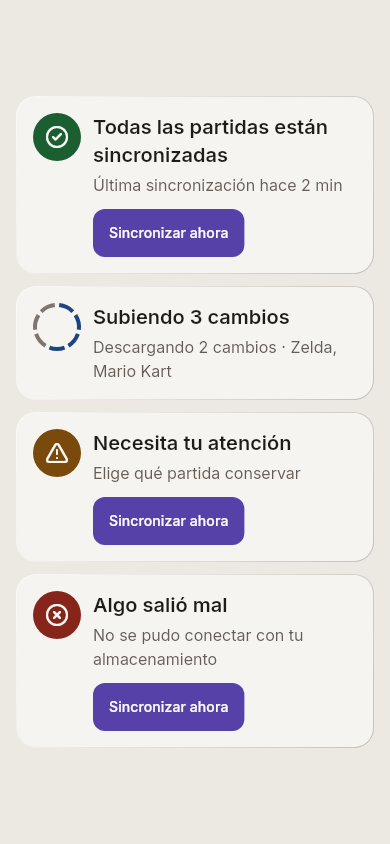 Todas las partidas están
sincronizadas
Última sincronización hace 2 min
Sincronizar ahora
Subiendo 3 cambios
Descargando 2 cambios · Zelda,
Mario Kart
Necesita tu atención
Elige qué partida conservar
Sincronizar ahora
Algo salió mal
No se pudo conectar con tu
almacenamiento
Sincronizar ahora